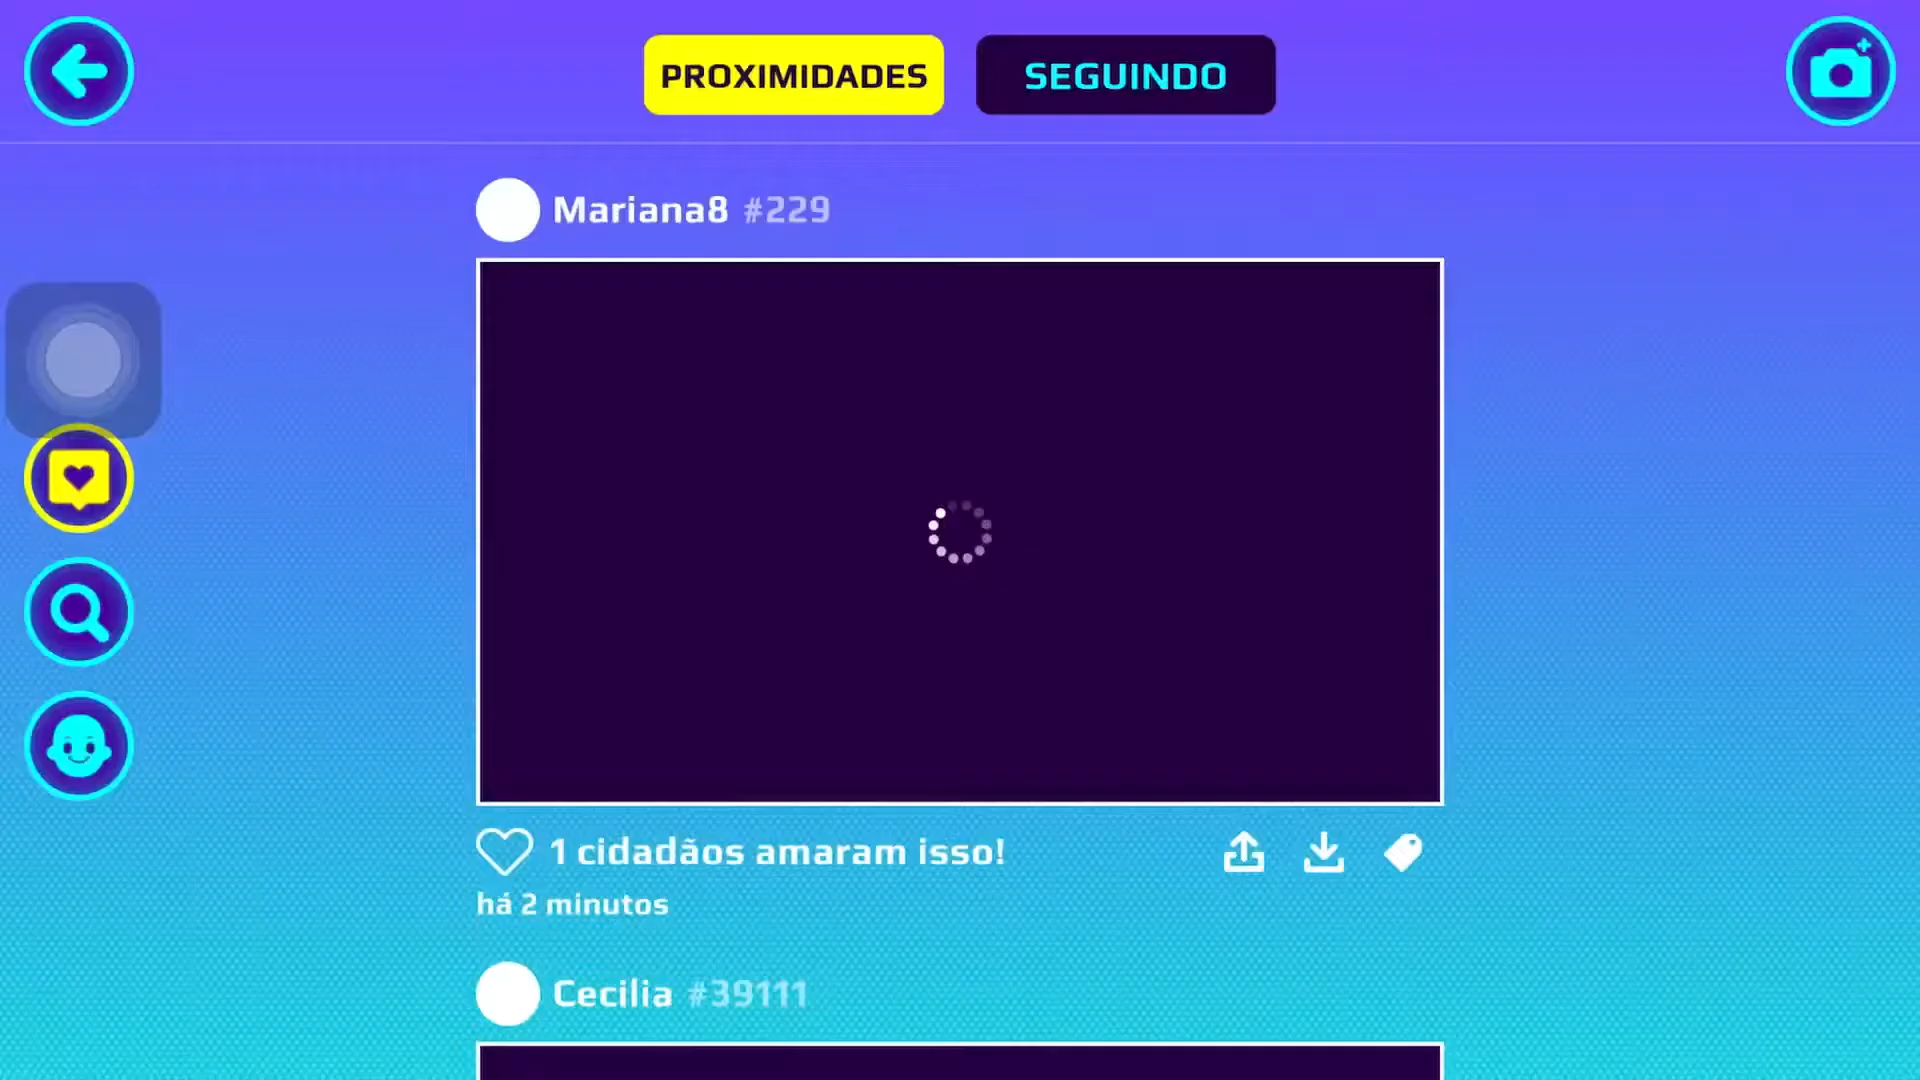 PROXIMIDADES
SEGUINDO
Mariana8 #229
1 cidadãos amaram isso!
há 2 minutos
Cecilia #39111